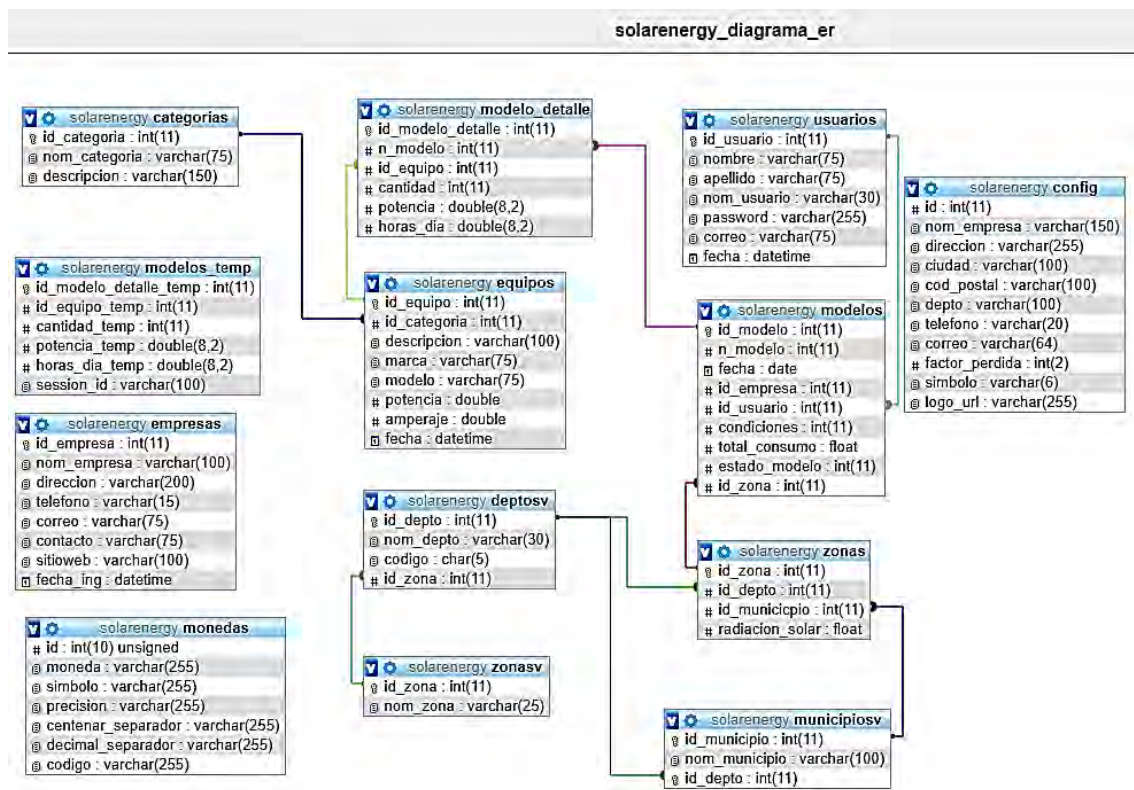 solarenergy_diagrama_er
solarenergy categorias
id_categoria : int(11)
nom_categoria : varchar(75)
descripcion : varchar(150)
solarenergy modelos_temp
id_modelo_detalle_temp : int(11)
# id_equipo_temp : int(11)
# cantidad_temp : int(11)
# potencia_temp : double(8,2)
# horas_dia_temp : double(8,2)
session_id : varchar(100)
solarenergy empresas
id_empresa : int(11)
nom_empresa : varchar(100)
direccion : varchar(200)
telefono : varchar(15)
correo : varchar(75)
contacto : varchar(75)
sitioweb : varchar(100)
fecha_ing : datetime
solarenergy monedas
# id : int(10) unsigned
moneda : varchar(255)
simbolo : varchar(255)
precision : varchar(255)
centenar_separador : varchar(255)
decimal_separador : varchar(255)
codigo : varchar(255)
solarenergy modelo_detalle
id_modelo_detalle : int(11)
# n_modelo : int(11)
# id_equipo : int(11)
# cantidad : int(11)
# potencia : double(8,2)
# horas_dia : double(8,2)
solarenergy equipos
id_equipo : int(11)
# id_categoria : int(11)
descripcion : varchar(100)
marca : varchar(75)
modelo : varchar(75)
# potencia : double
# amperaje : double
fecha : datetime
solarenergy deptosv
id_depto : int(11)
nom_depto : varchar(30)
codigo : char(5)
# id_zona : int(11)
solarenergy zonasv
id_zona : int(11)
nom_zona : varchar(25)
solarenergy usuarios
id_usuario : int(11)
nombre : varchar(75)
apellido : varchar(75)
nom_usuario : varchar(30)
password : varchar(255)
correo : varchar(75)
fecha : datetime
solarenergy modelos
id_modelo : int(11)
# n_modelo : int(11)
fecha : date
# id_empresa : int(11)
# id_usuario : int(11)
# condiciones : int(11)
# total_consumo : float
# estado_modelo : int(11)
# id_zona : int(11)
solarenergy zonas
id_zona : int(11)
# id_depto : int(11)
# id_municicpio : int(11)
# radiacion_solar : float
solarenergy municipiosv
id_municipio : int(11)
nom_municipio : varchar(100)
id_depto : int(11)
solarenergy config
# id : int(11)
nom_empresa : varchar(150)
direccion : varchar(255)
ciudad : varchar(100)
cod_postal : varchar(100)
depto : varchar(100)
telefono : varchar(20)
correo : varchar(64)
# factor_perdida : int(2)
simbolo : varchar(6)
logo_url : varchar(255)